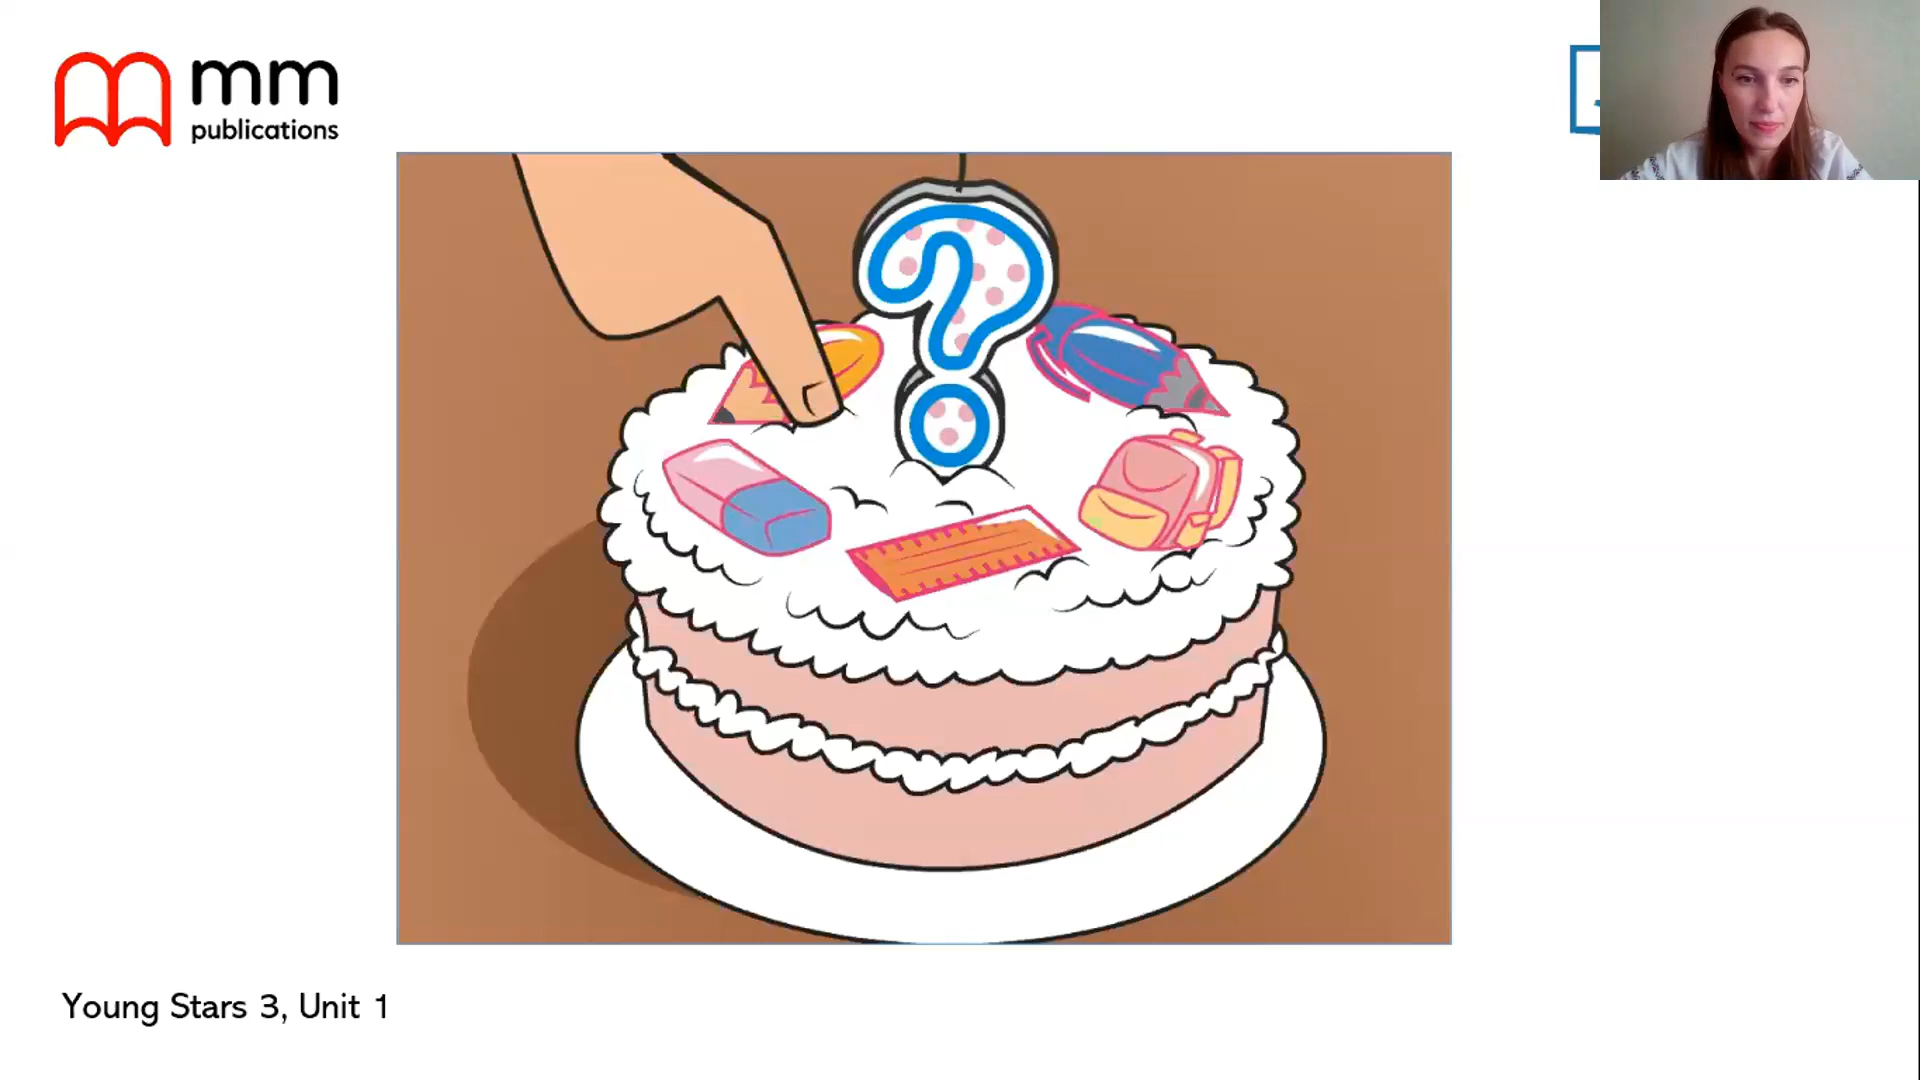 mm
publications
?
Young Stars 3, Unit 1